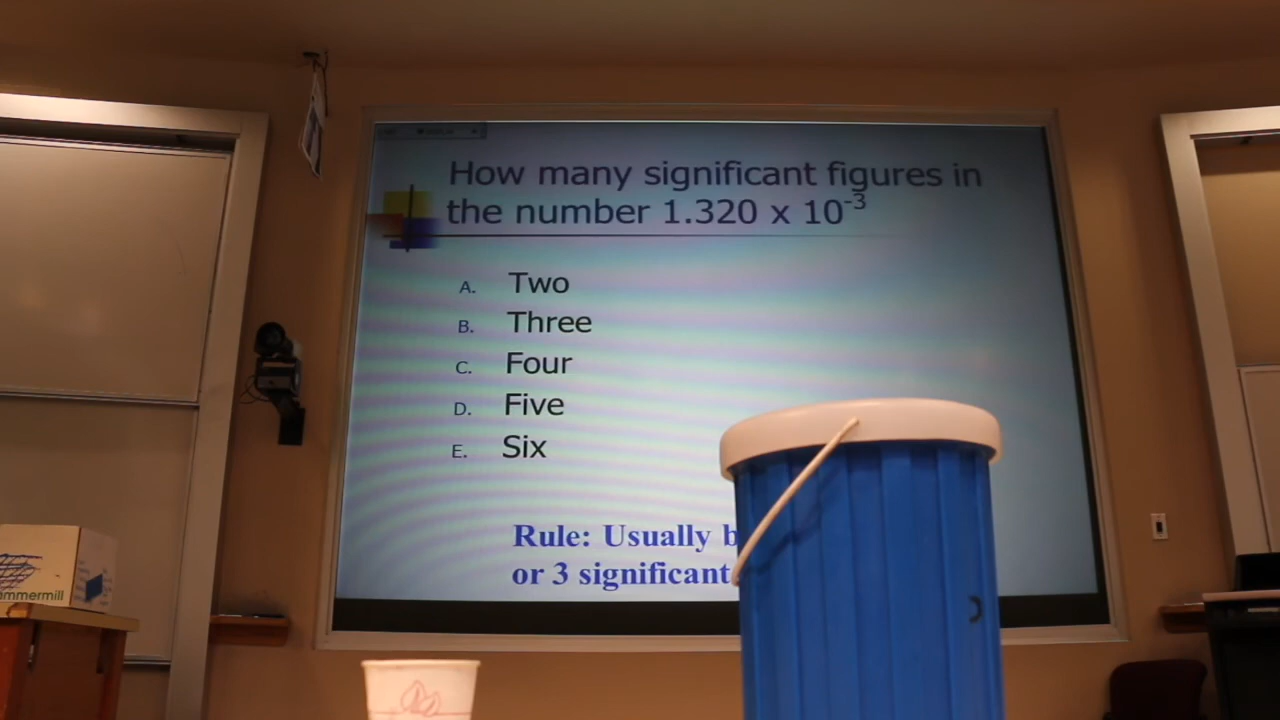 How many significant figures in
the number 1.320 x 10⁻³
A. Two
B. Three
C. Four
D. Five
E. Six
Rule: Usually b
or 3 significant
mmermill